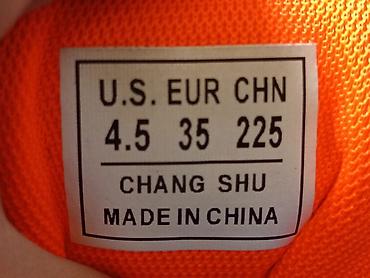 U.S. EUR CHN
4.5 35 225
CHANG SHU
MADE IN CHINA